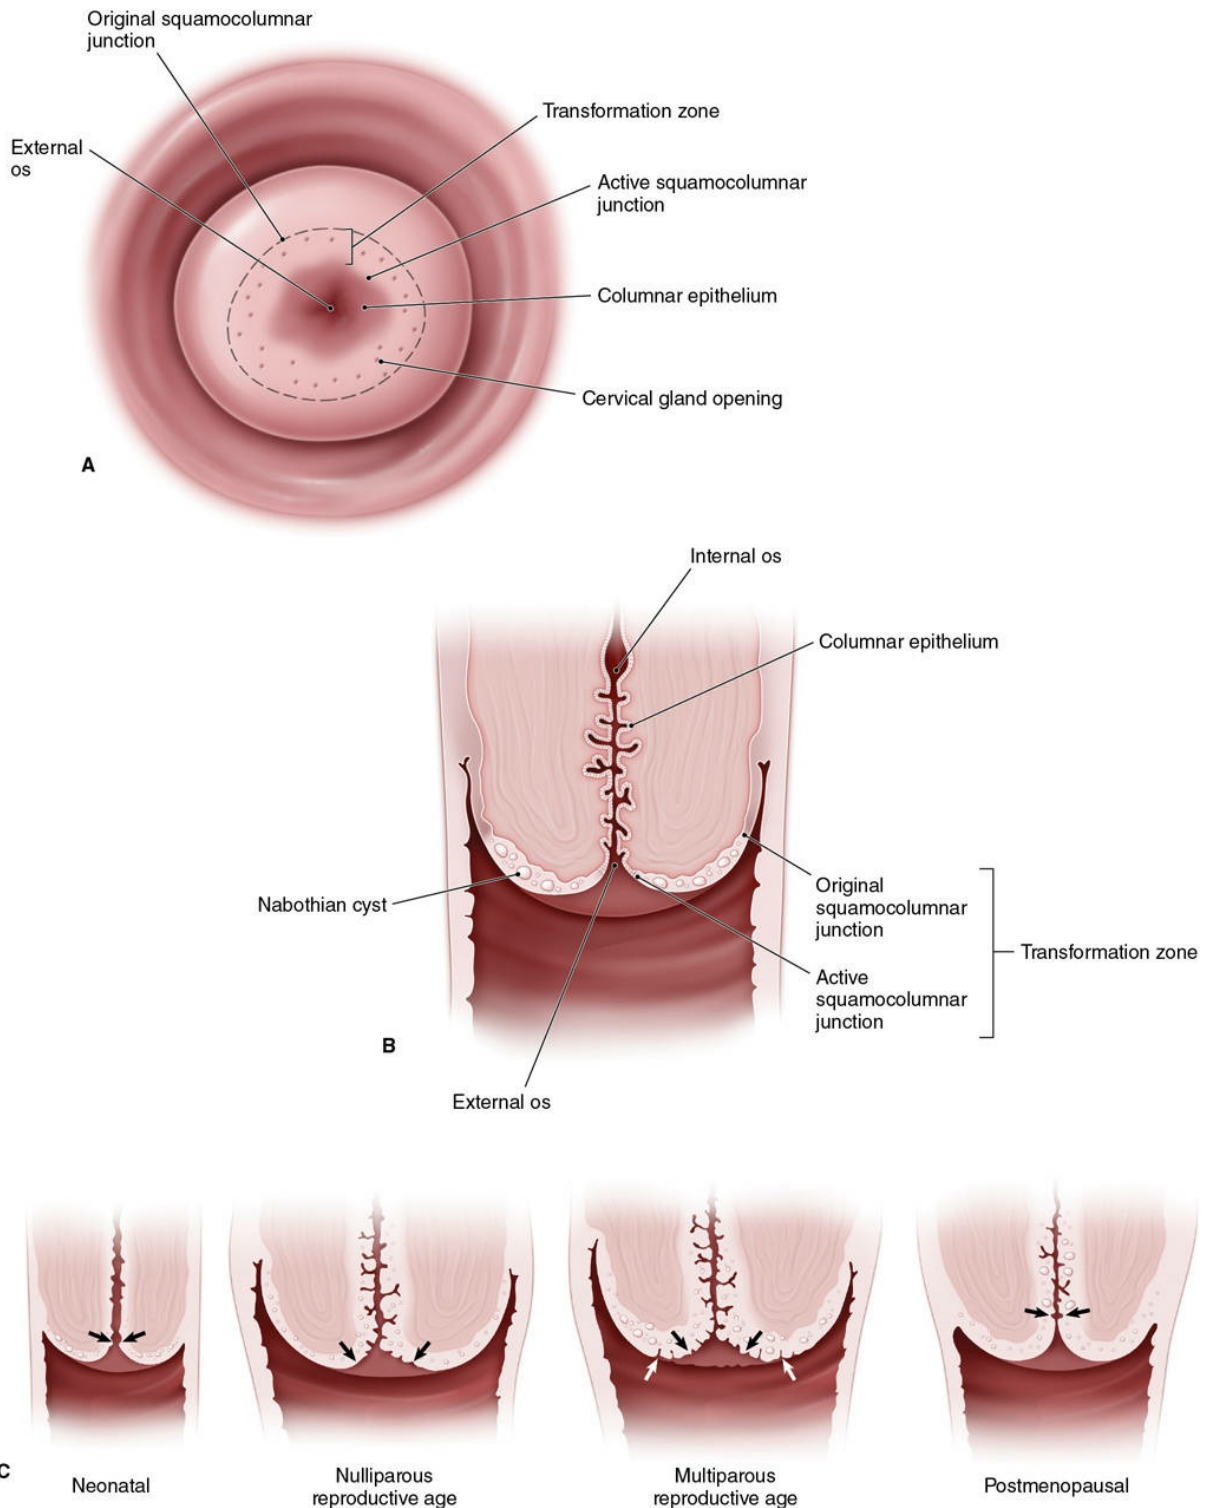 Original squamocolumnar
junction
Transformation zone
External
os
Active squamocolumnar
junction
Columnar epithelium
Cervical gland opening
A
Internal os
Columnar epithelium
Nabothian cyst
Original
squamocolumnar
junction
Transformation zone
Active
squamocolumnar
junction
B
External os
C
Neonatal
Nulliparous
reproductive age
Multiparous
reproductive age
Postmenopausal